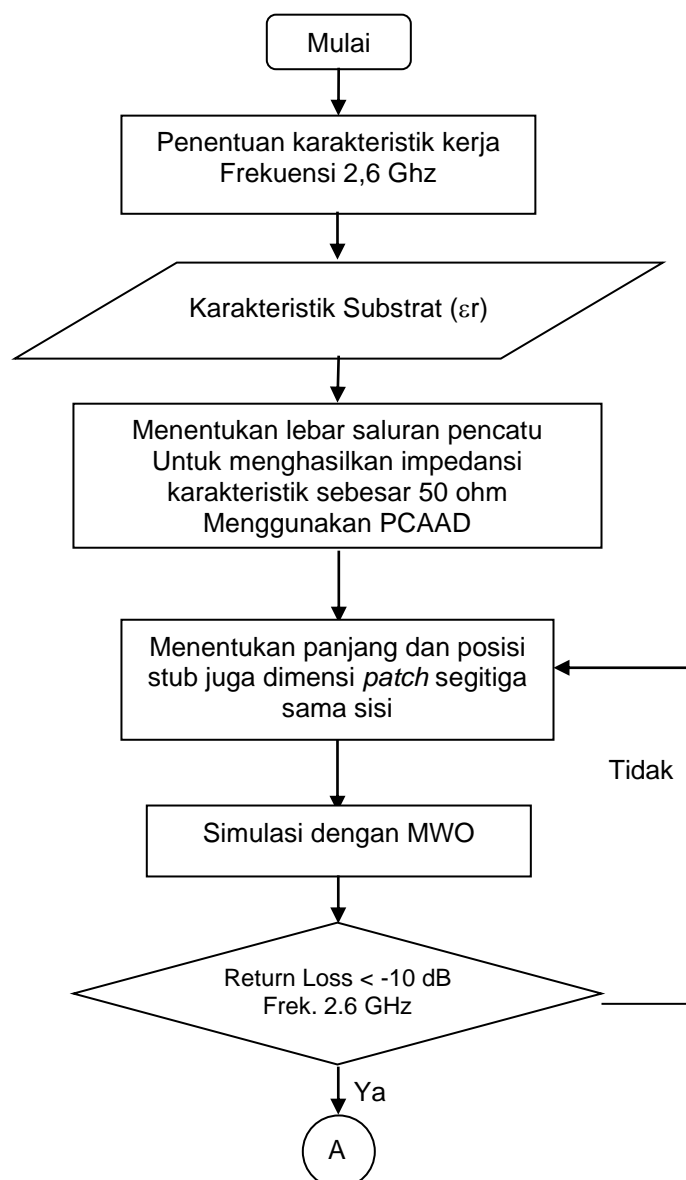 Mulai
Penentuan karakteristik kerja
Frekuensi 2,6 Ghz
Karakteristik Substrat (εr)
Menentukan lebar saluran pencatu
Untuk menghasilkan impedansi
karakteristik sebesar 50 ohm
Menggunakan PCAAD
Menentukan panjang dan posisi
stub juga dimensi patch segitiga
sama sisi
Tidak
Simulasi dengan MWO
Return Loss < -10 dB
Frek. 2.6 GHz
Ya
A